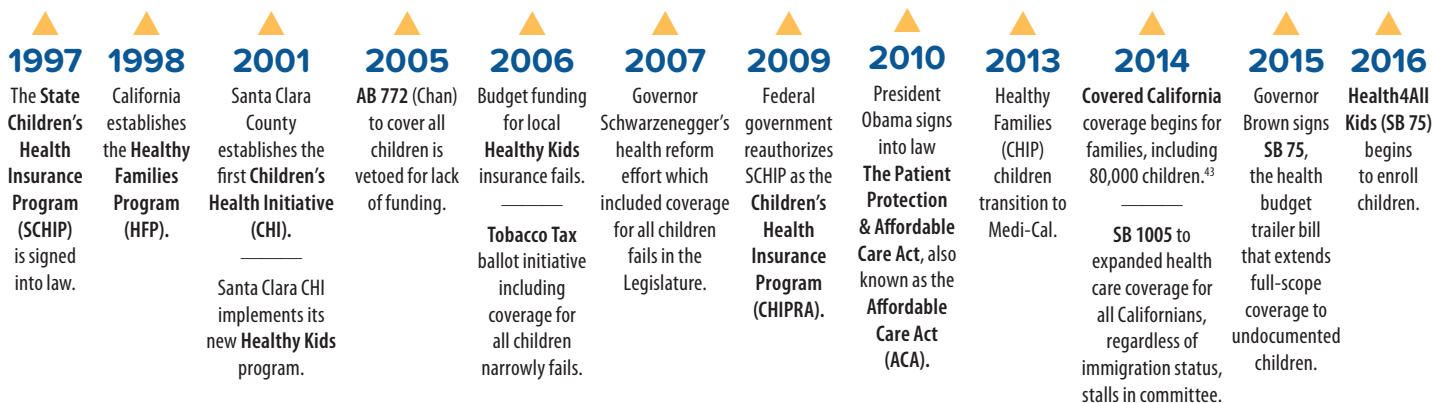 1997
The State
Children's
Health
Insurance
Program
(SCHIP)
is signed
into law.
1998
California
establishes
the Healthy
Families
Program
(HFP).
2001
Santa Clara
County
establishes the
first Children's
Health Initiative
(CHI).
Santa Clara CHI
implements its
new Healthy Kids
program.
2005
AB 772 (Chan)
to cover all
children is
vetoed for lack
of funding.
2006
Budget funding
for local
Healthy Kids
insurance fails.
Tobacco Tax
ballot initiative
including
coverage for
all children
narrowly fails.
2007
Governor
Schwarzenegger's
health reform
effort which
included coverage
for all children
fails in the
Legislature.
2009
Federal
government
reauthorizes
SCHIP as the
Children's
Health
Insurance
Program
(CHIPRA).
2010
President
Obama signs
into law
The Patient
Protection
& Affordable
Care Act, also
known as the
Affordable
Care Act
(ACA).
2013
Healthy
Families
(CHIP)
children
transition to
Medi-Cal.
2014
Covered California
coverage begins for
families, including
80,000 children.43
SB 1005 to
expanded health
care coverage for
all Californians,
regardless of
immigration status,
stalls in committee.
2015
Governor
Brown signs
SB 75,
the health
budget
trailer bill
that extends
full-scope
coverage to
undocumented
children.
2016
Health4All
Kids (SB 75)
begins
to enroll
children.